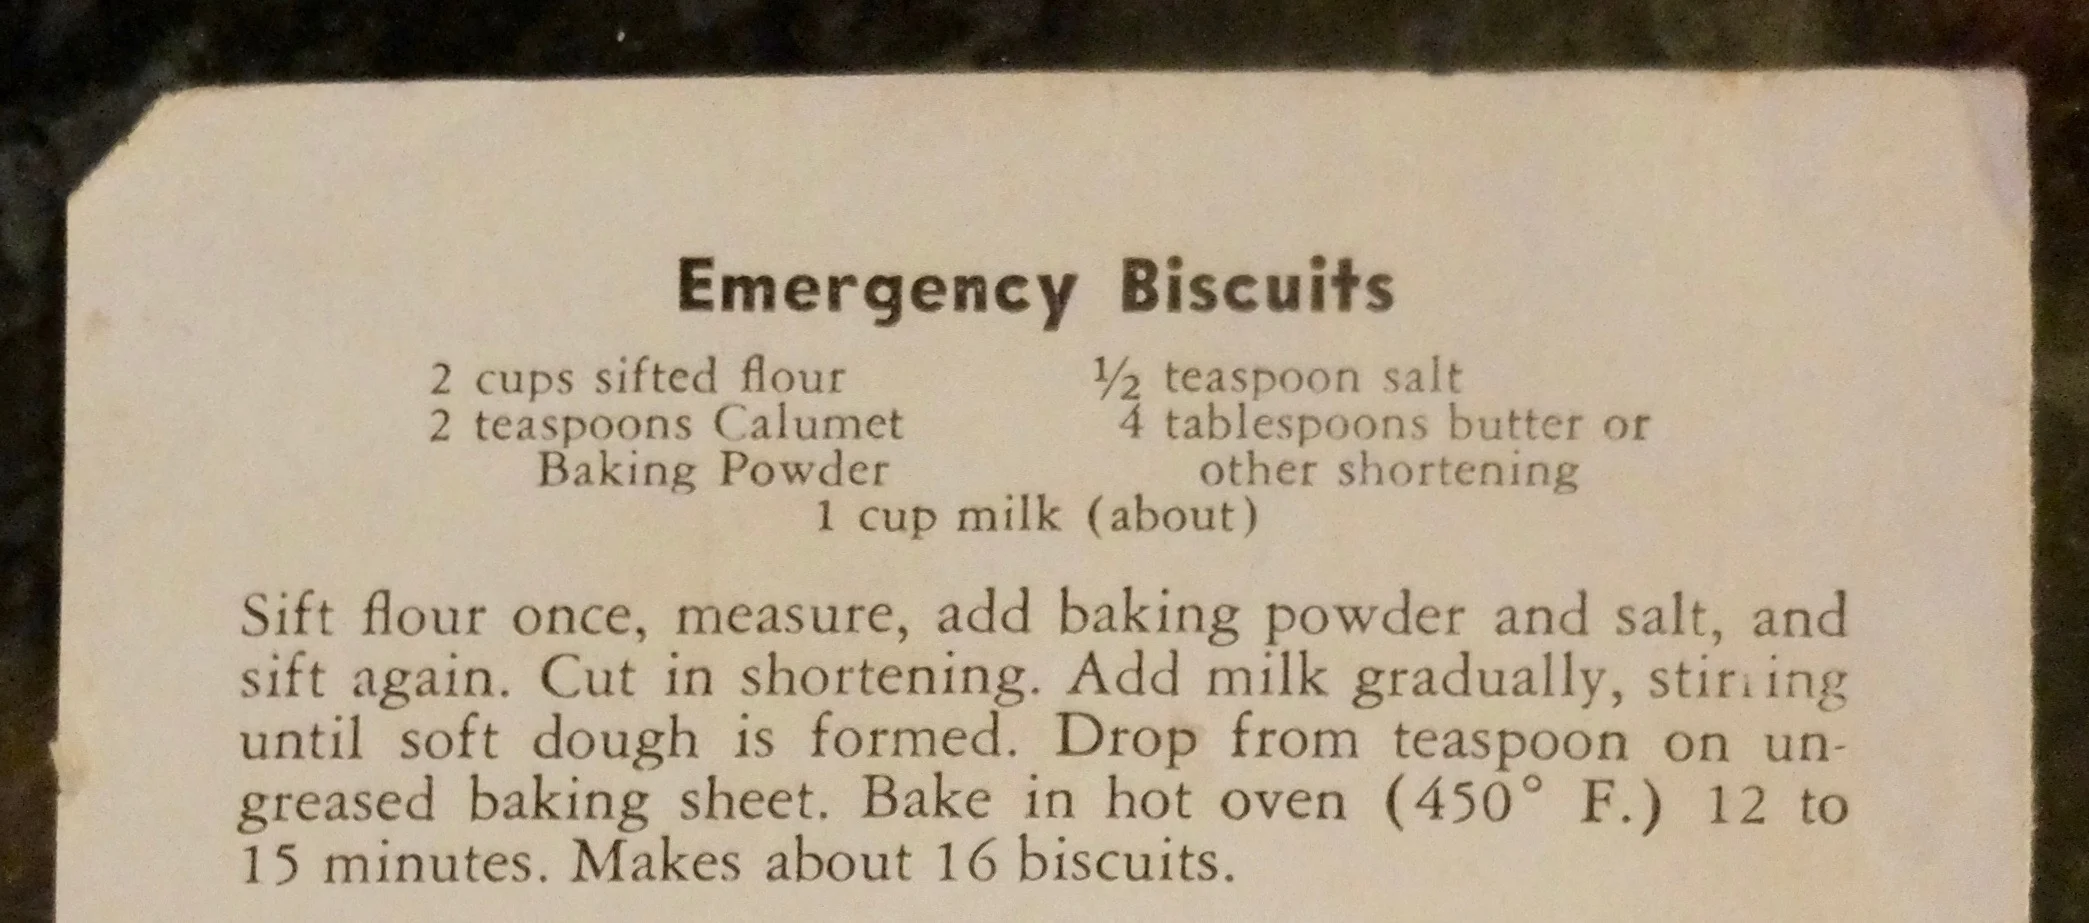 Emergency Biscuits
2 cups sifted flour
2 teaspoons Calumet
Baking Powder
½ teaspoon salt
4 tablespoons butter or
other shortening
1 cup milk (about)
Sift flour once, measure, add baking powder and salt, and
sift again. Cut in shortening. Add milk gradually, stirring
until soft dough is formed. Drop from teaspoon on un-
greased baking sheet. Bake in hot oven (450° F.) 12 to
15 minutes. Makes about 16 biscuits.